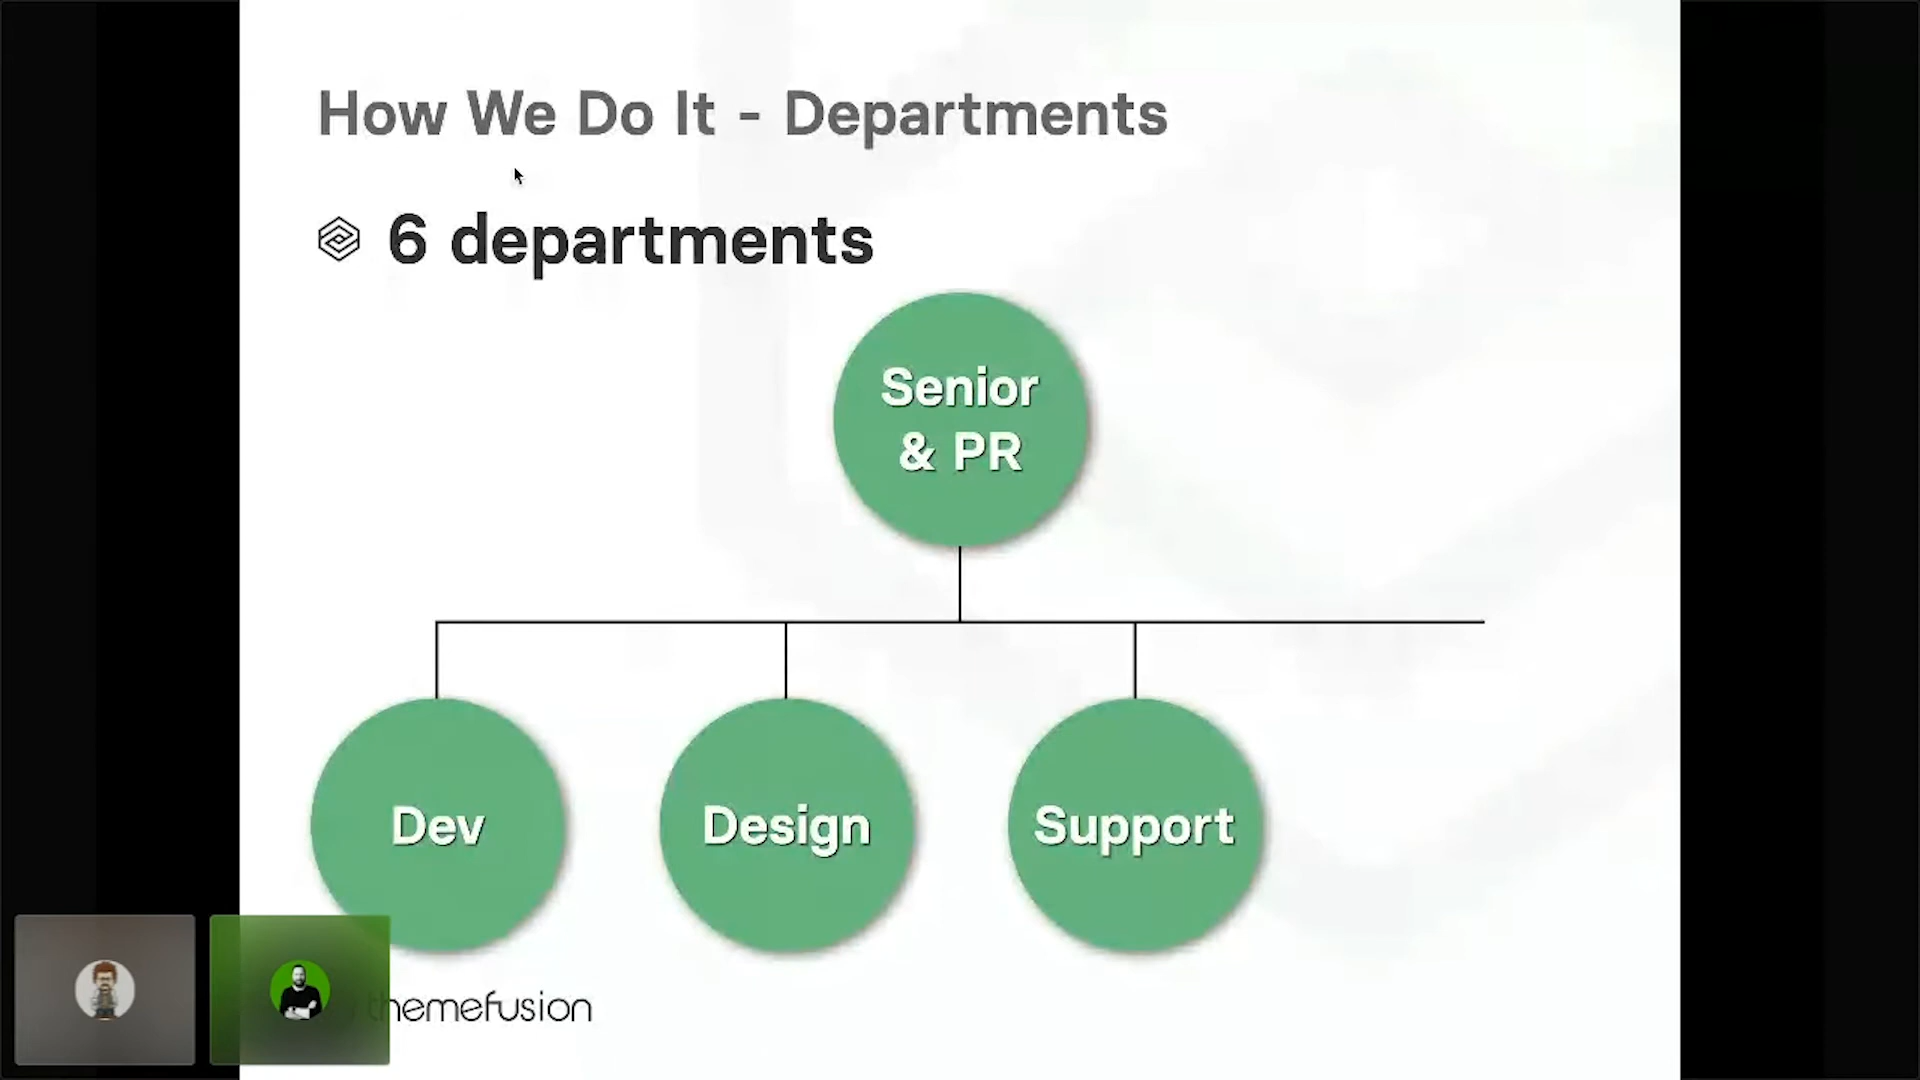 How We Do It - Departments
6 departments
Senior
& PR
Dev
Design
Support
themefusion